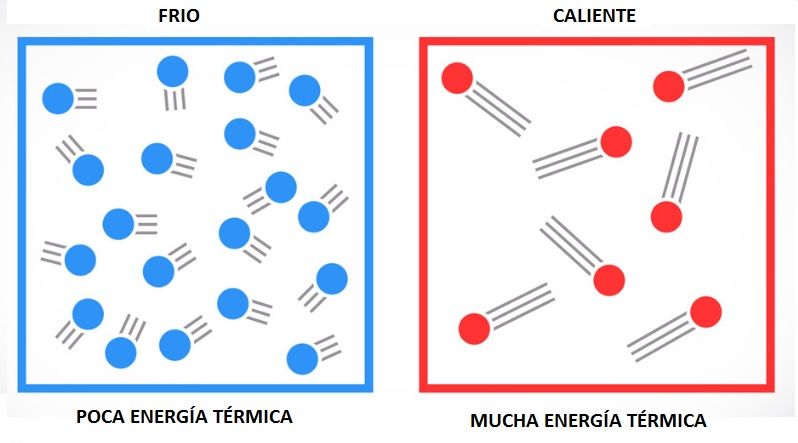 FRIO
CALIENTE
POCA ENERGÍA TÉRMICA
MUCHA ENERGÍA TÉRMICA